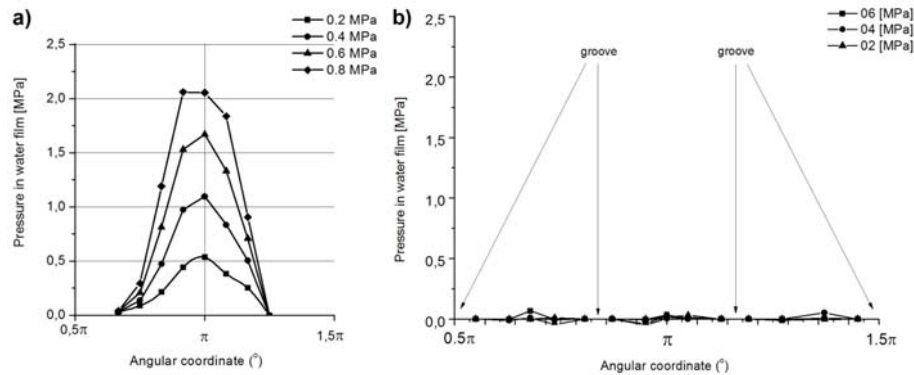 a)
0.2 MPa
0.4 MPa
0.6 MPa
0.8 MPa
Pressure in water film [MPa]
2,5
2,0
1,5
1,0
0,5
0,0
0,5π
π
1,5π
Angular coordinate (°)
b)
06 [MPa]
04 [MPa]
02 [MPa]
groove
groove
Pressure in water film [MPa]
2,5
2,0
1,5
1,0
0,5
0,0
0.5π
π
1.5π
Angular coordinate (°)